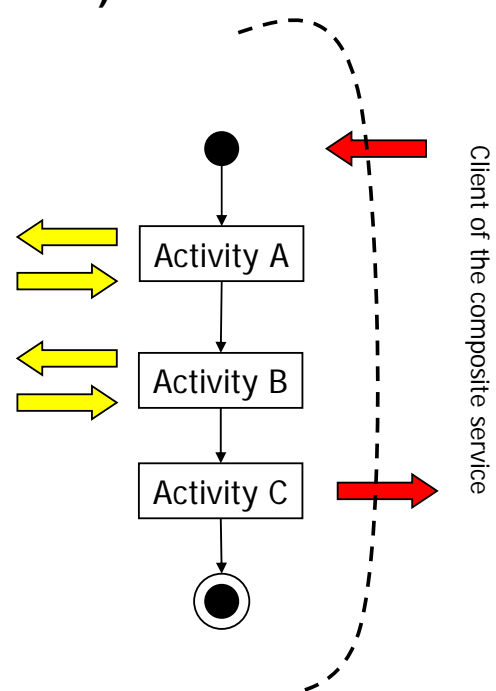 )
Activity A
Activity B
Activity C
Client of the composite service